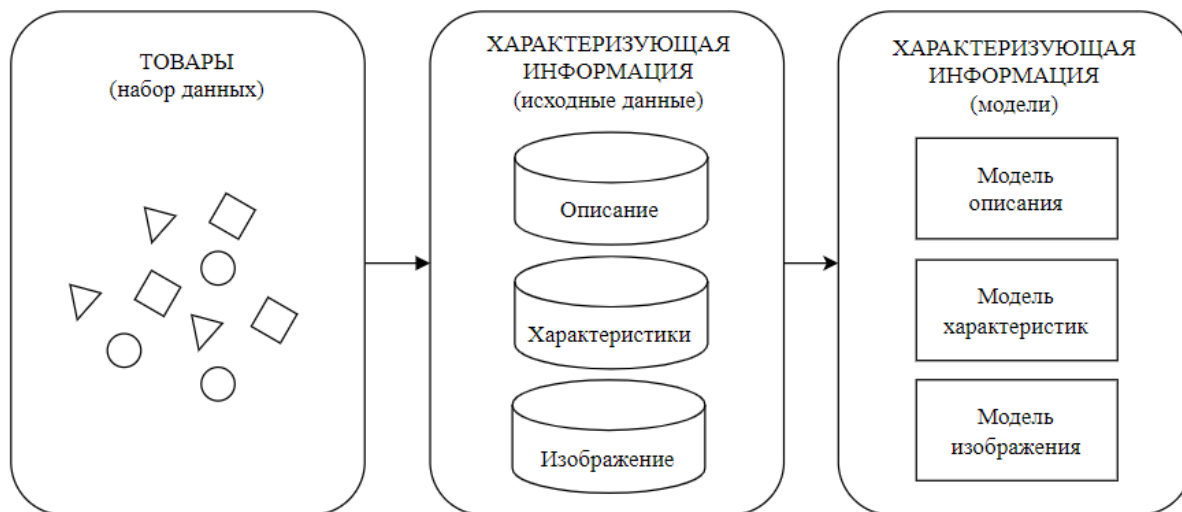 ТОВАРЫ
(набор данных)
ХАРАКТЕРИЗУЮЩАЯ
ИНФОРМАЦИЯ
(исходные данные)
Описание
Характеристики
Изображение
ХАРАКТЕРИЗУЮЩАЯ
ИНФОРМАЦИЯ
(модели)
Модель
описания
Модель
характеристик
Модель
изображения